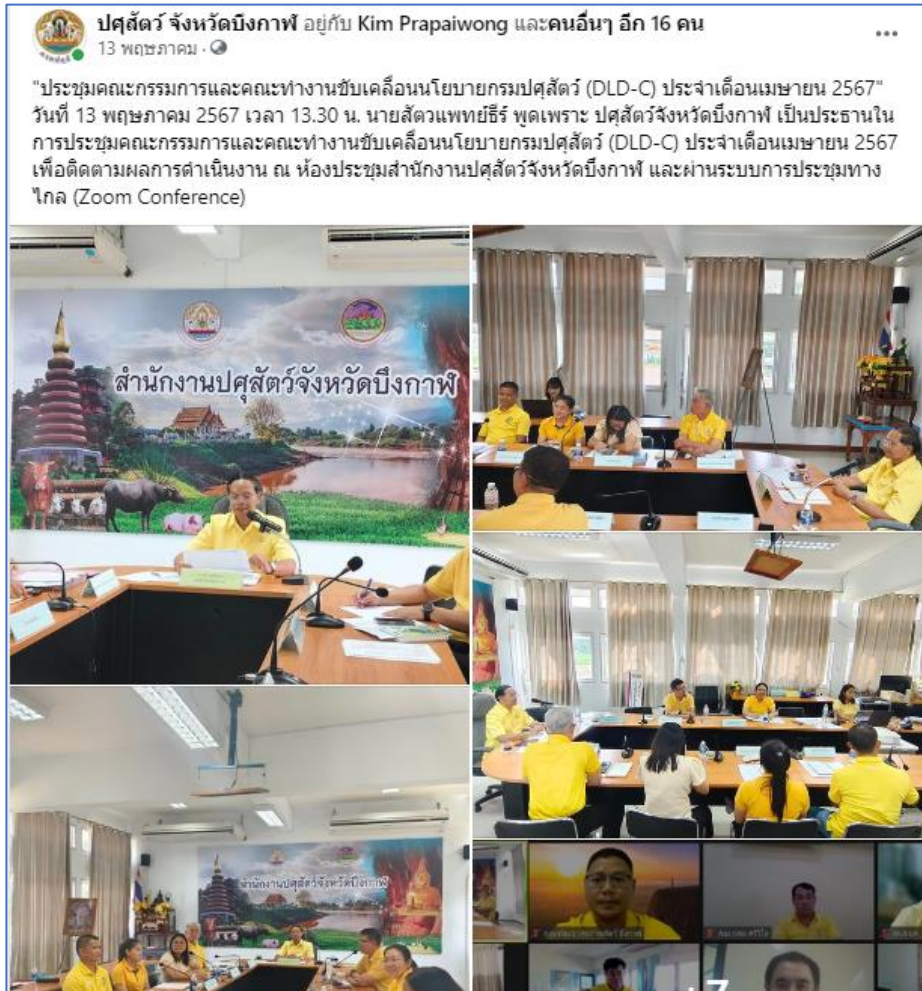 ปศุสัตว์ จังหวัดบึงกาฬ อยู่กับ Kim Prapaiwong และคนอื่นๆ อีก 16 คน
13 พฤษภาคม ·
"ประชุมคณะกรรมการและคณะทำงานขับเคลื่อนนโยบายกรมปศุสัตว์ (DLD-C) ประจำเดือนเมษายน 2567"
วันที่ 13 พฤษภาคม 2567 เวลา 13.30 น. นายสัตวแพทย์ธีร์ พูดเพราะ ปศุสัตว์จังหวัดบึงกาฬ เป็นประธานใน
การประชุมคณะกรรมการและคณะทำงานขับเคลื่อนนโยบายกรมปศุสัตว์ (DLD-C) ประจำเดือนเมษายน 2567
เพื่อติดตามผลการดำเนินงาน ณ ห้องประชุมสำนักงานปศุสัตว์จังหวัดบึงกาฬ และผ่านระบบการประชุมทาง
ไกล (Zoom Conference)
สำนักงานปศุสัตว์จังหวัดบึงกาฬ
สำนักงานปศุสัตว์จังหวัดบึงกาฬ
+7